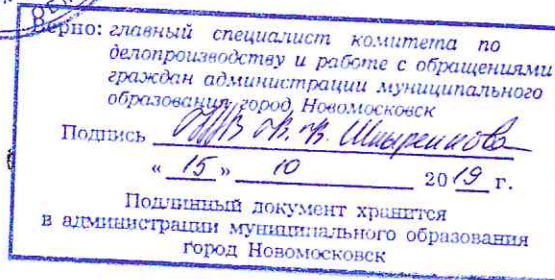 Верно: главный специалист комитета по
делопроизводству и работе с обращениями
граждан администрации муниципального
образования город Новомосковск
Подпись
« 15 » 10 2019 г.
Подлинный документ хранится
в администрации муниципального образования
город Новомосковск